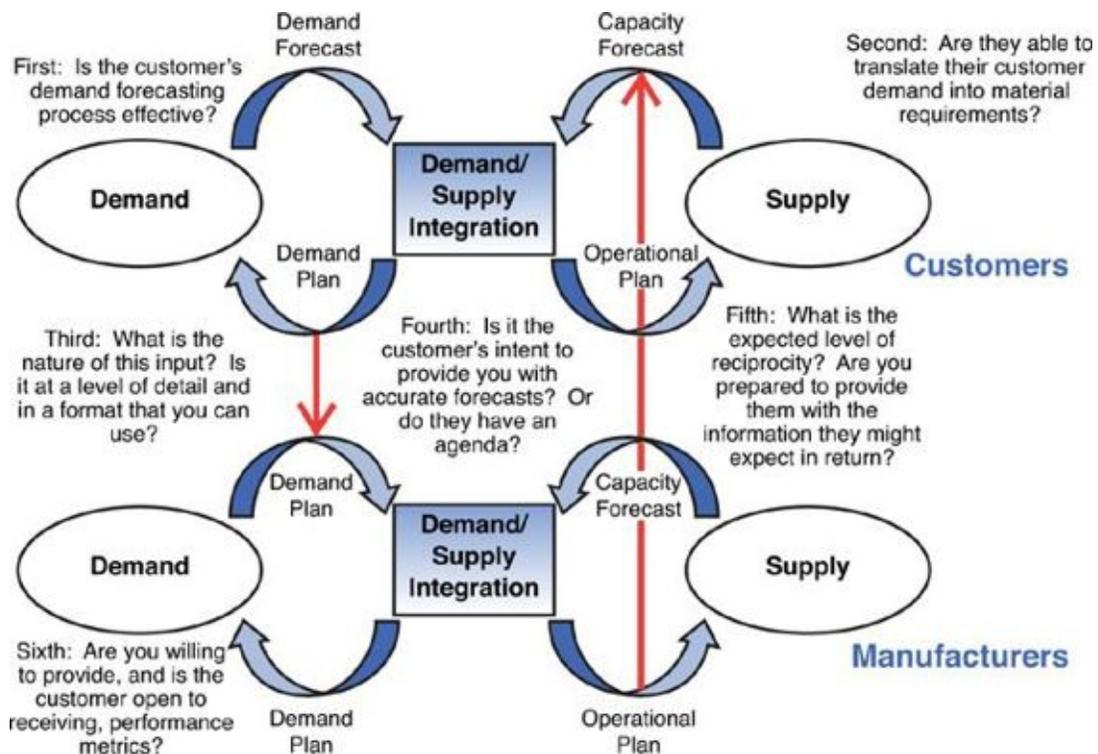 Demand
Forecast
Capacity
Forecast
First: Is the customer's
demand forecasting
process effective?
Second: Are they able to
translate their customer
demand into material
requirements?
Demand
Demand/
Supply
Integration
Supply
Demand
Plan
Operational
Plan
Customers
Third: What is the
nature of this input? Is
it at a level of detail and
in a format that you can
use?
Fourth: Is it the
customer's intent to
provide you with
accurate forecasts? Or
do they have an
agenda?
Fifth: What is the
expected level of
reciprocity? Are you
prepared to provide
them with the
information they might
expect in return?
Demand
Plan
Capacity
Forecast
Demand
Demand/
Supply
Integration
Supply
Manufacturers
Sixth: Are you willing
to provide, and is the
customer open to
receiving, performance
metrics?
Demand
Plan
Operational
Plan